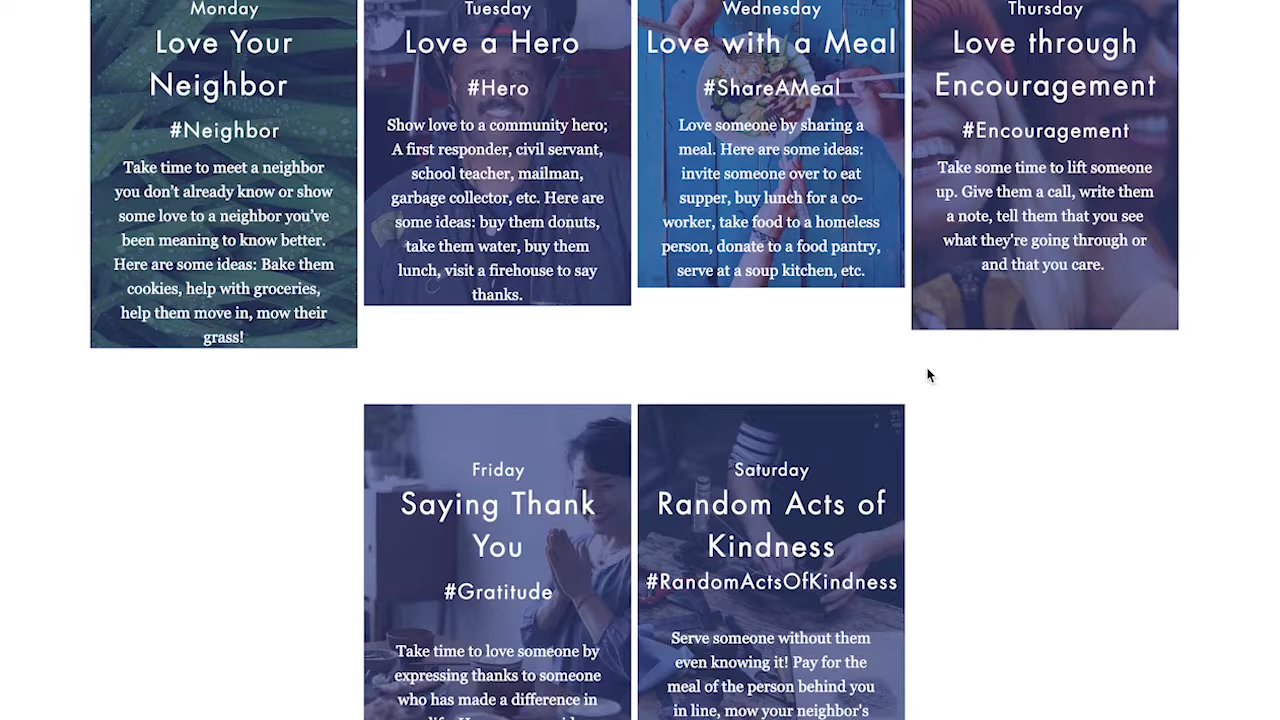 Monday
Love Your
Neighbor
#Neighbor
Take time to meet a neighbor
you don’t already know or show
some love to a neighbor you’ve
been meaning to know better.
Here are some ideas: Bake them
cookies, help with groceries,
help them move in, mow their
grass!
Tuesday
Love a Hero
#Hero
Show love to a community hero;
A first responder, civil servant,
school teacher, mailman,
garbage collector, etc. Here are
some ideas: buy them donuts,
take them water, buy them
lunch, visit a firehouse to say
thanks.
Wednesday
Love with a Meal
#ShareAMeal
Love someone by sharing a
meal. Here are some ideas:
invite someone over to eat
supper, buy lunch for a co-
worker, take food to a homeless
person, donate to a food pantry,
serve at a soup kitchen, etc.
Thursday
Love through
Encouragement
#Encouragement
Take some time to lift someone
up. Give them a call, write them
a note, tell them that you see
what they're going through or
and that you care.
Friday
Saying Thank
You
#Gratitude
Take time to love someone by
expressing thanks to someone
who has made a difference in
Saturday
Random Acts of
Kindness
#RandomActsOfKindness
Serve someone without them
even knowing it! Pay for the
meal of the person behind you
in line, mow your neighbor's